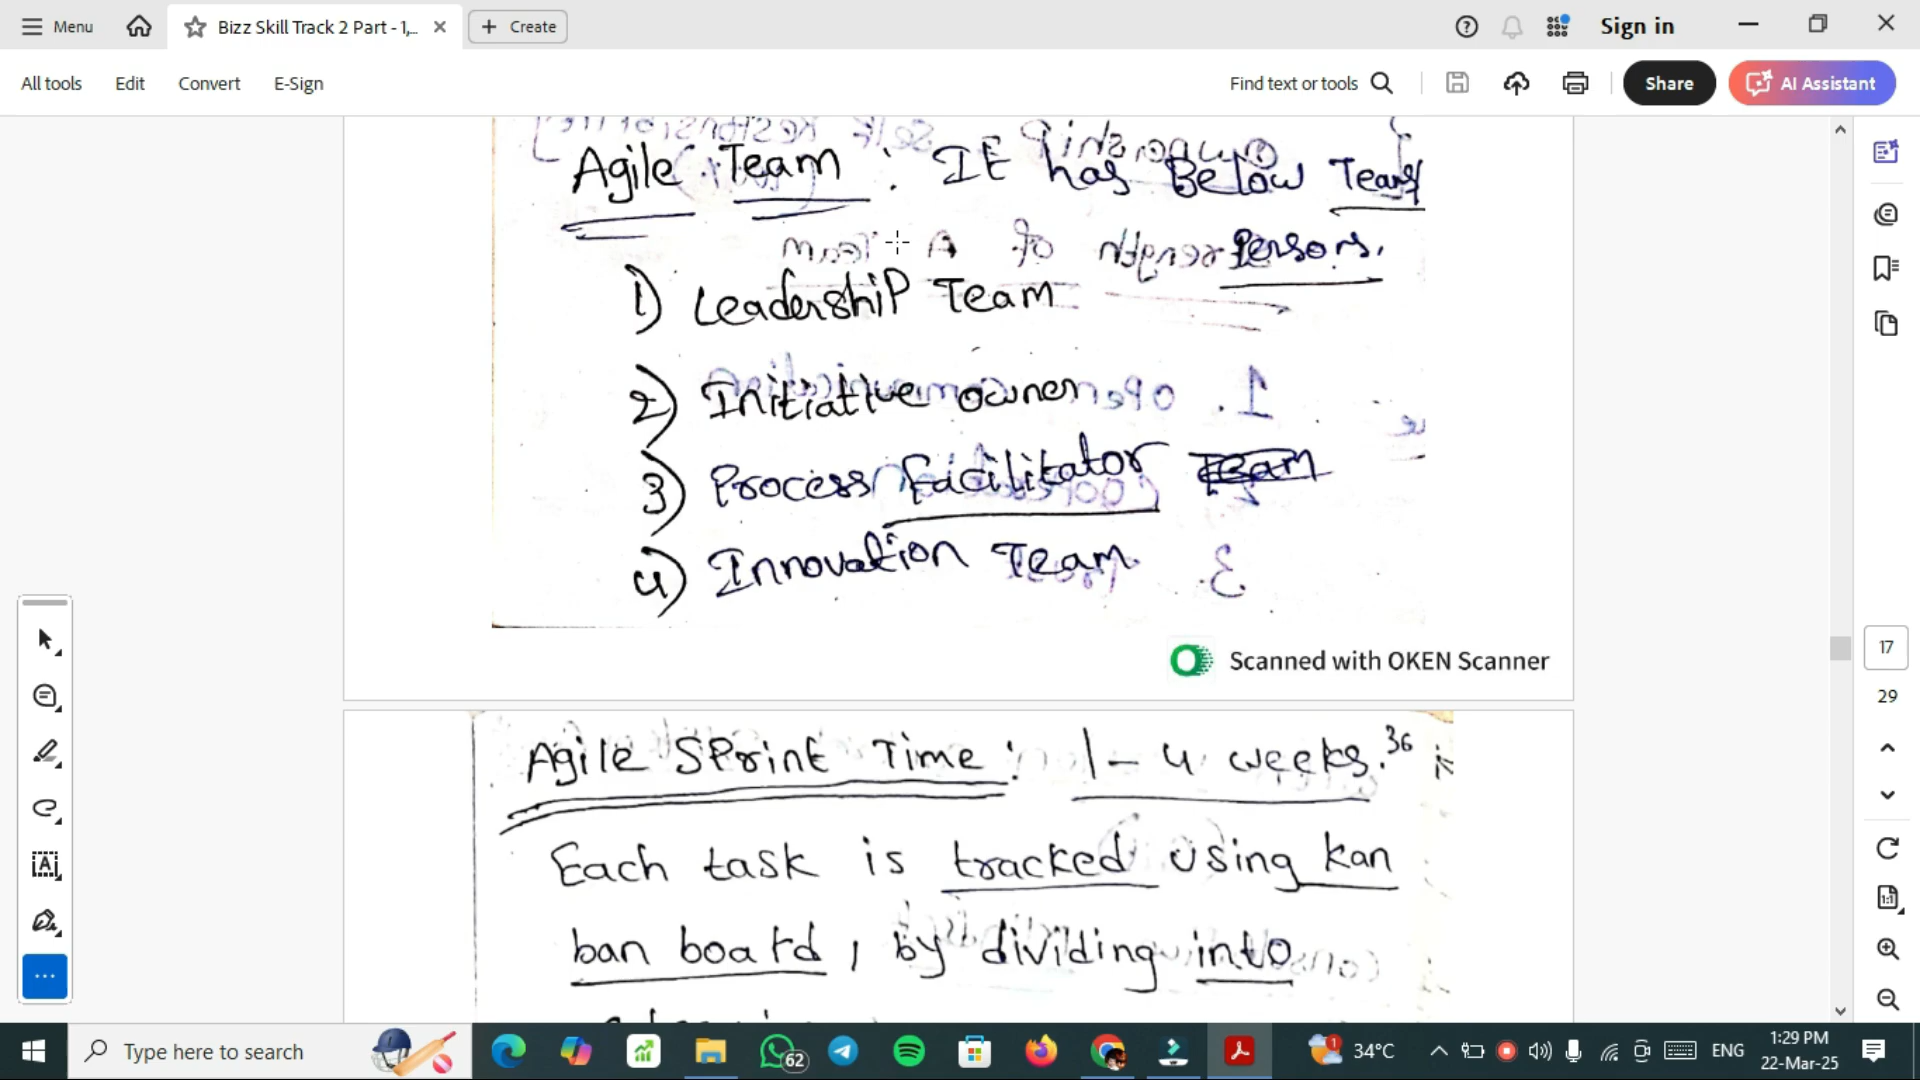 Menu
Bizz Skill Track 2 Part - 1,...
Create
Sign in
All tools
Edit
Convert
E-Sign
Find text or tools
Share
AI Assistant
Agile Team : It has Below Team
Persons.
1) Leadership Team
2) Initiative owner
3) Process Facilitator Team
4) Innovation Team
Scanned with OKEN Scanner
Agile Sprint Time : 1 - 4 weeks. 36
Each task is tracked using kan
ban board, by dividing into
17
29
Type here to search
62
1
34°C
ENG
1:29 PM
22-Mar-25